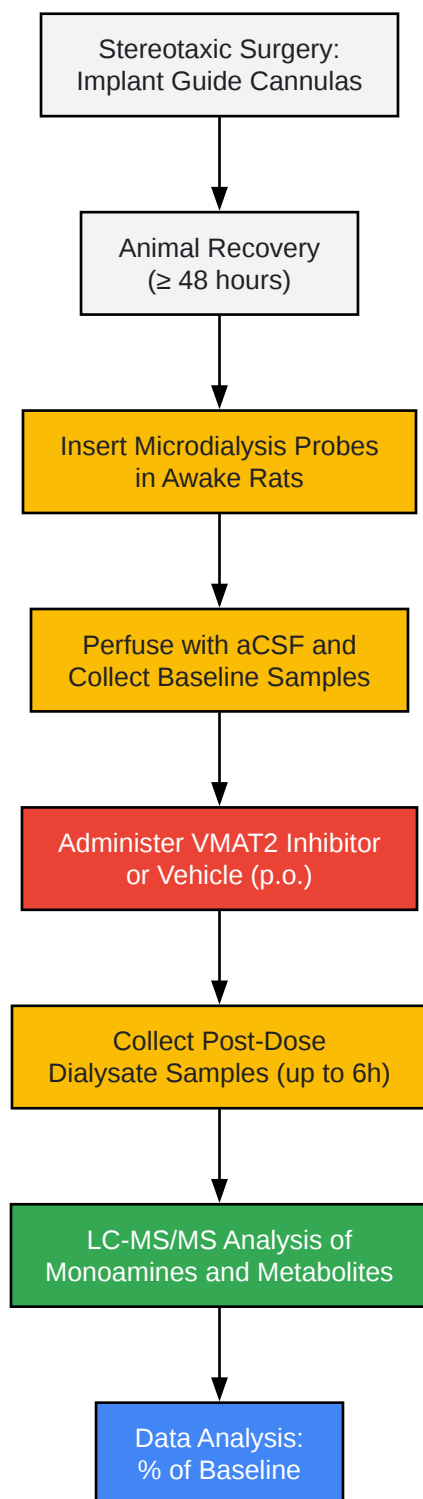 Stereotaxic Surgery:
Implant Guide Cannulas
Animal Recovery
(≥ 48 hours)
Insert Microdialysis Probes
in Awake Rats
Perfuse with aCSF and
Collect Baseline Samples
Administer VMAT2 Inhibitor
or Vehicle (p.o.)
Collect Post-Dose
Dialysate Samples (up to 6h)
LC-MS/MS Analysis of
Monoamines and Metabolites
Data Analysis:
% of Baseline